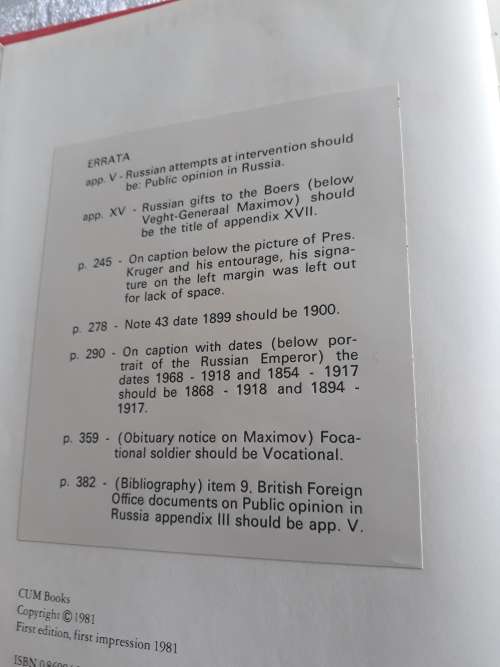 ERRATA
app. V - Russian attempts at intervention should
be: Public opinion in Russia.
app. XV - Russian gifts to the Boers (below
Veght-Generaal Maximov) should
be the title of appendix XVII.
p. 245 - On caption below the picture of Pres.
Kruger and his entourage, his signa-
ture on the left margin was left out
for lack of space.
p. 278 - Note 43 date 1899 should be 1900.
p. 290 - On caption with dates (below por-
trait of the Russian Emperor) the
dates 1968 - 1918 and 1854 - 1917
should be 1868 - 1918 and 1894 -
1917.
p. 359 - (Obituary notice on Maximov) Foca-
tional soldier should be Vocational.
p. 382 - (Bibliography) item 9. British Foreign
Office documents on Public opinion in
Russia appendix III should be app. V.
CUM Books
Copyright © 1981
First edition, first impression 1981
ISBN